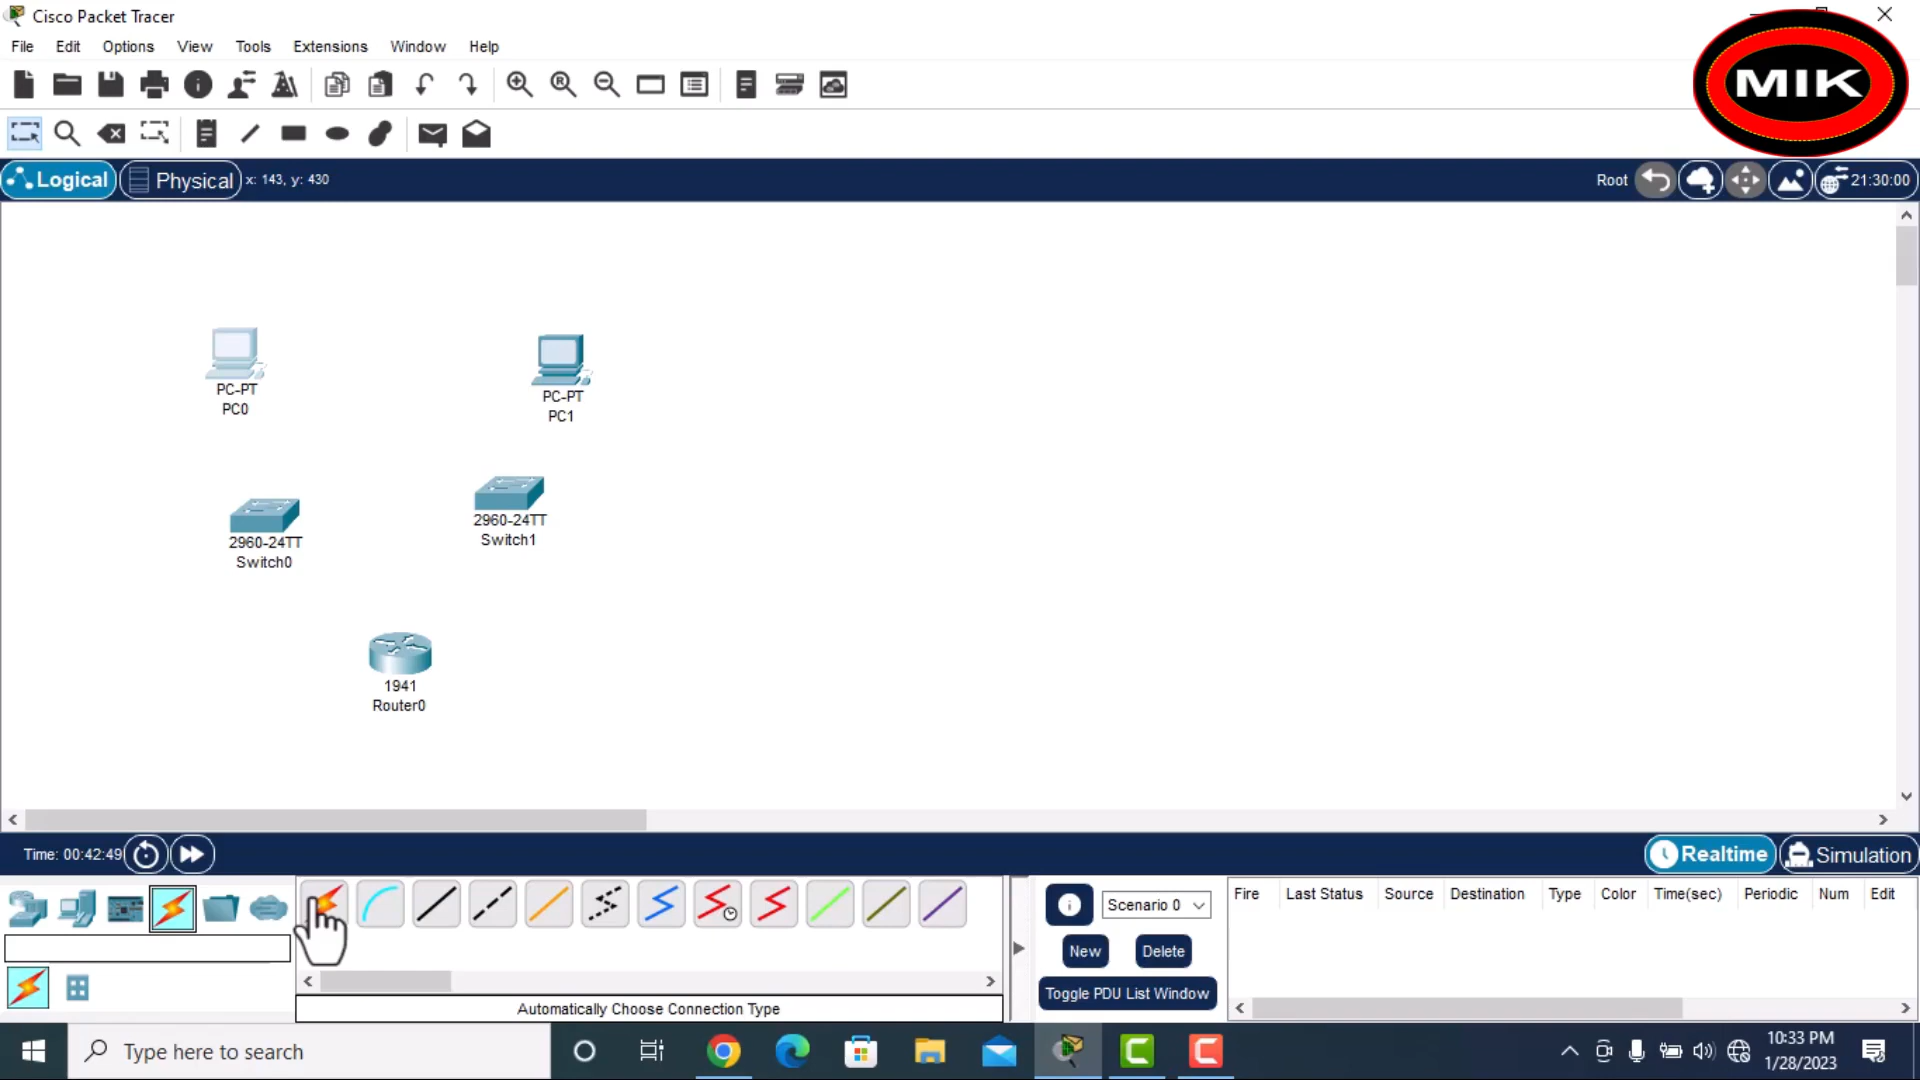 Cisco Packet Tracer
File Edit Options View Tools Extensions Window Help
MIK
Logical Physical x: 143, y: 430 Root 21:30:00
PC-PT
PC0
PC-PT
PC1
2960-24TT
Switch1
2960-24TT
Switch0
1941
Router0
Time: 00:42:49 Realtime Simulation
Scenario 0
New Delete
Toggle PDU List Window
Fire Last Status Source Destination Type Color Time(sec) Periodic Num Edit
Automatically Choose Connection Type
Type here to search
10:33 PM
1/28/2023